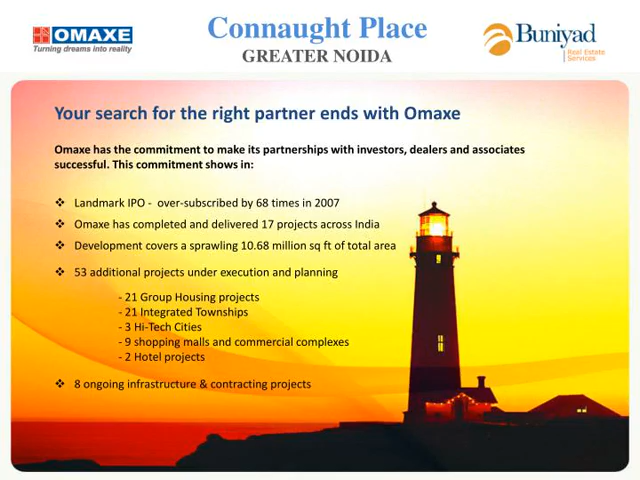 OMAXE
Turning dreams into reality
Connaught Place
GREATER NOIDA
Buniyad
Real Estate
Services
Your search for the right partner ends with Omaxe
Omaxe has the commitment to make its partnerships with investors, dealers and associates
successful. This commitment shows in:
❖ Landmark IPO - over-subscribed by 68 times in 2007
❖ Omaxe has completed and delivered 17 projects across India
❖ Development covers a sprawling 10.68 million sq ft of total area
❖ 53 additional projects under execution and planning
- 21 Group Housing projects
- 21 Integrated Townships
- 3 Hi-Tech Cities
- 9 shopping malls and commercial complexes
- 2 Hotel projects
❖ 8 ongoing infrastructure & contracting projects